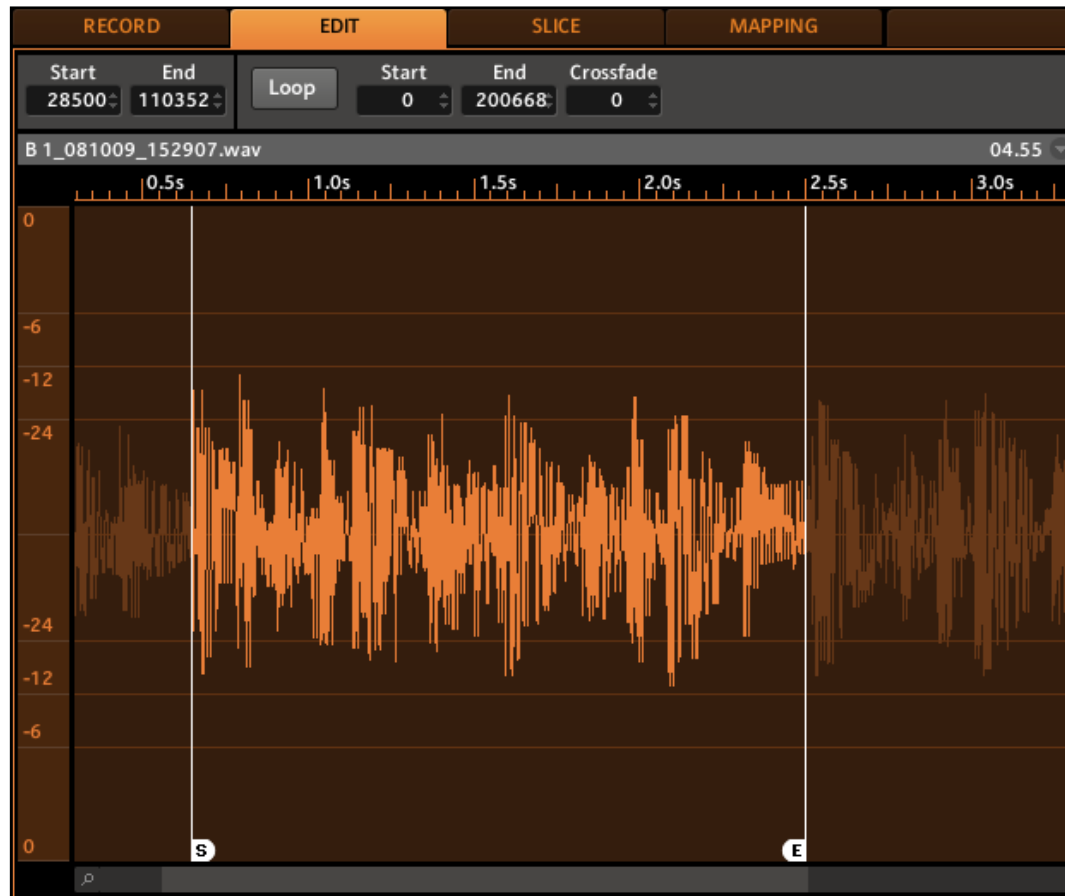 RECORD EDIT SLICE MAPPING
Start End Loop Start End Crossfade
28500 110352 0 200668 0
B 1_081009_152907.wav 04.55
0.5s 1.0s 1.5s 2.0s 2.5s 3.0s
0
-6
-12
-24
-24
-12
-6
0
S E